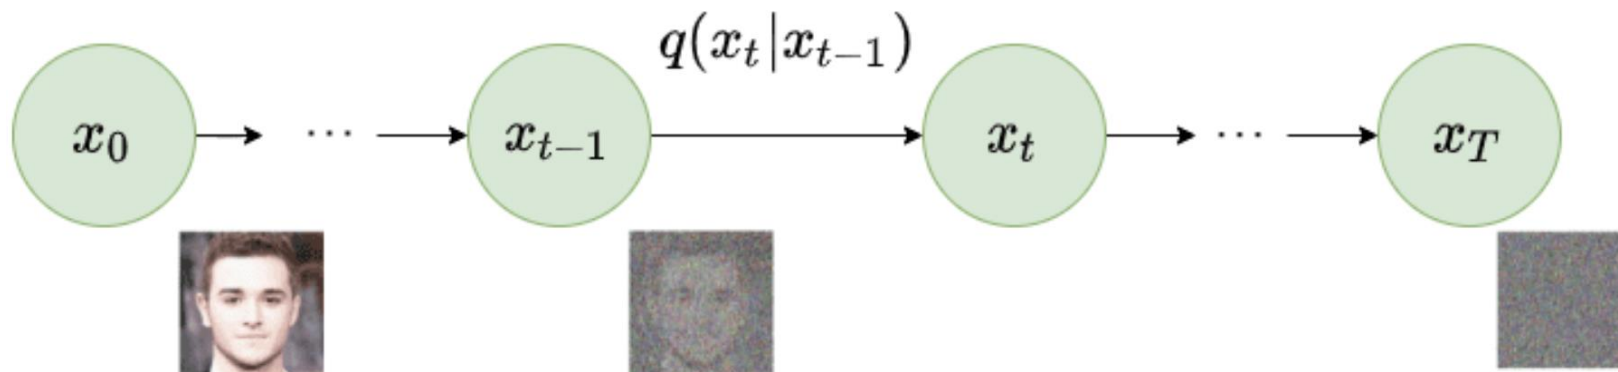 q(x_t|x_{t-1})
x_0 ··· x_{t-1} x_t ··· x_T